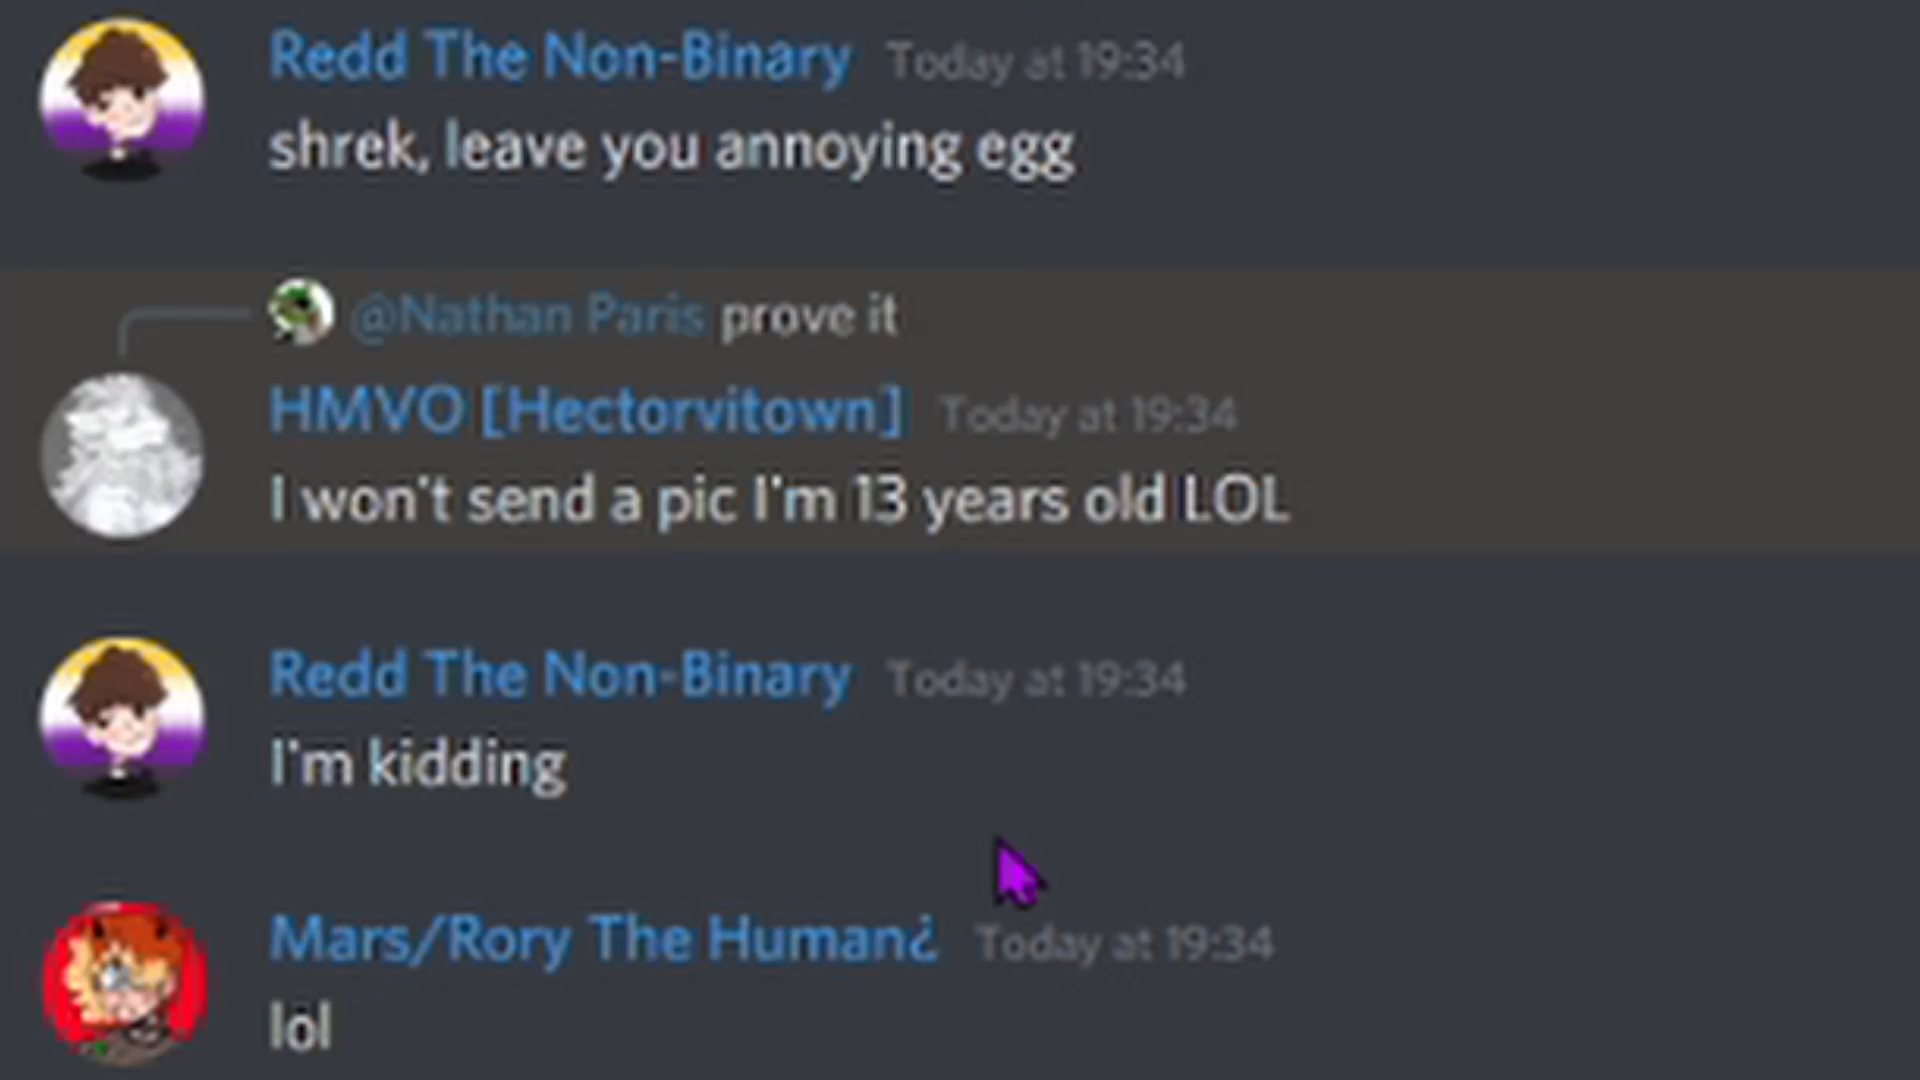 Redd The Non-Binary Today at 19:34
shrek, leave you annoying egg
@Nathan Paris prove it
HMVO [Hectorvitown] Today at 19:34
I won't send a pic I'm 13 years old LOL
Redd The Non-Binary Today at 19:34
I'm kidding
Mars/Rory The Human¿ Today at 19:34
lol